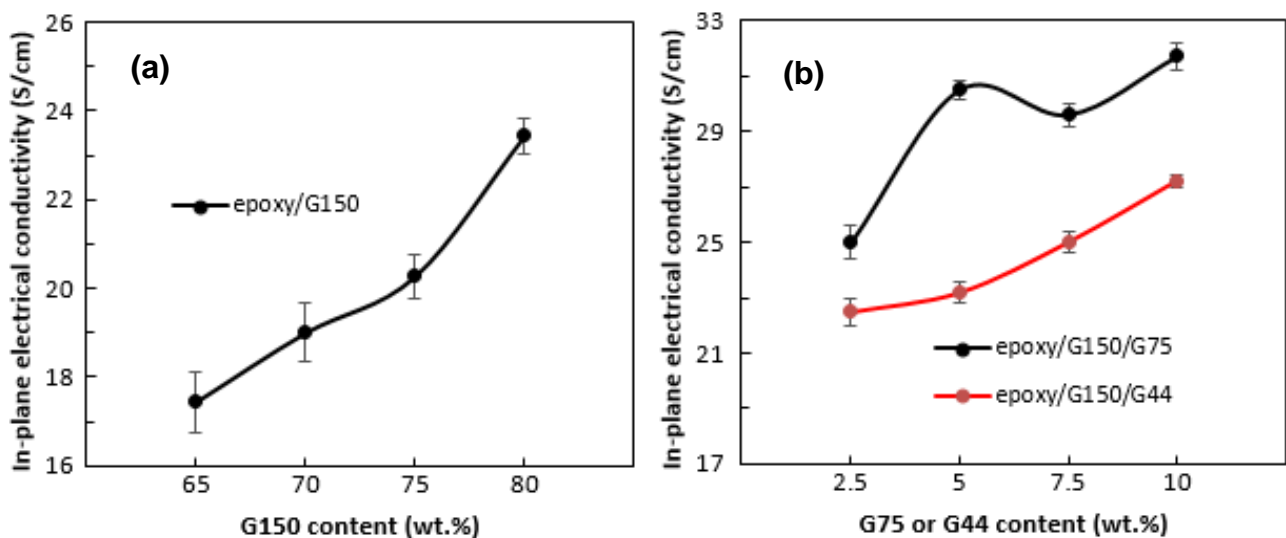 (a)
In-plane electrical conductivity (S/cm)
26
24
22
20
18
16
epoxy/G150
65 70 75 80
G150 content (wt.%)
(b)
In-plane electrical conductivity (S/cm)
33
29
25
21
17
epoxy/G150/G75
epoxy/G150/G44
2.5 5 7.5 10
G75 or G44 content (wt.%)